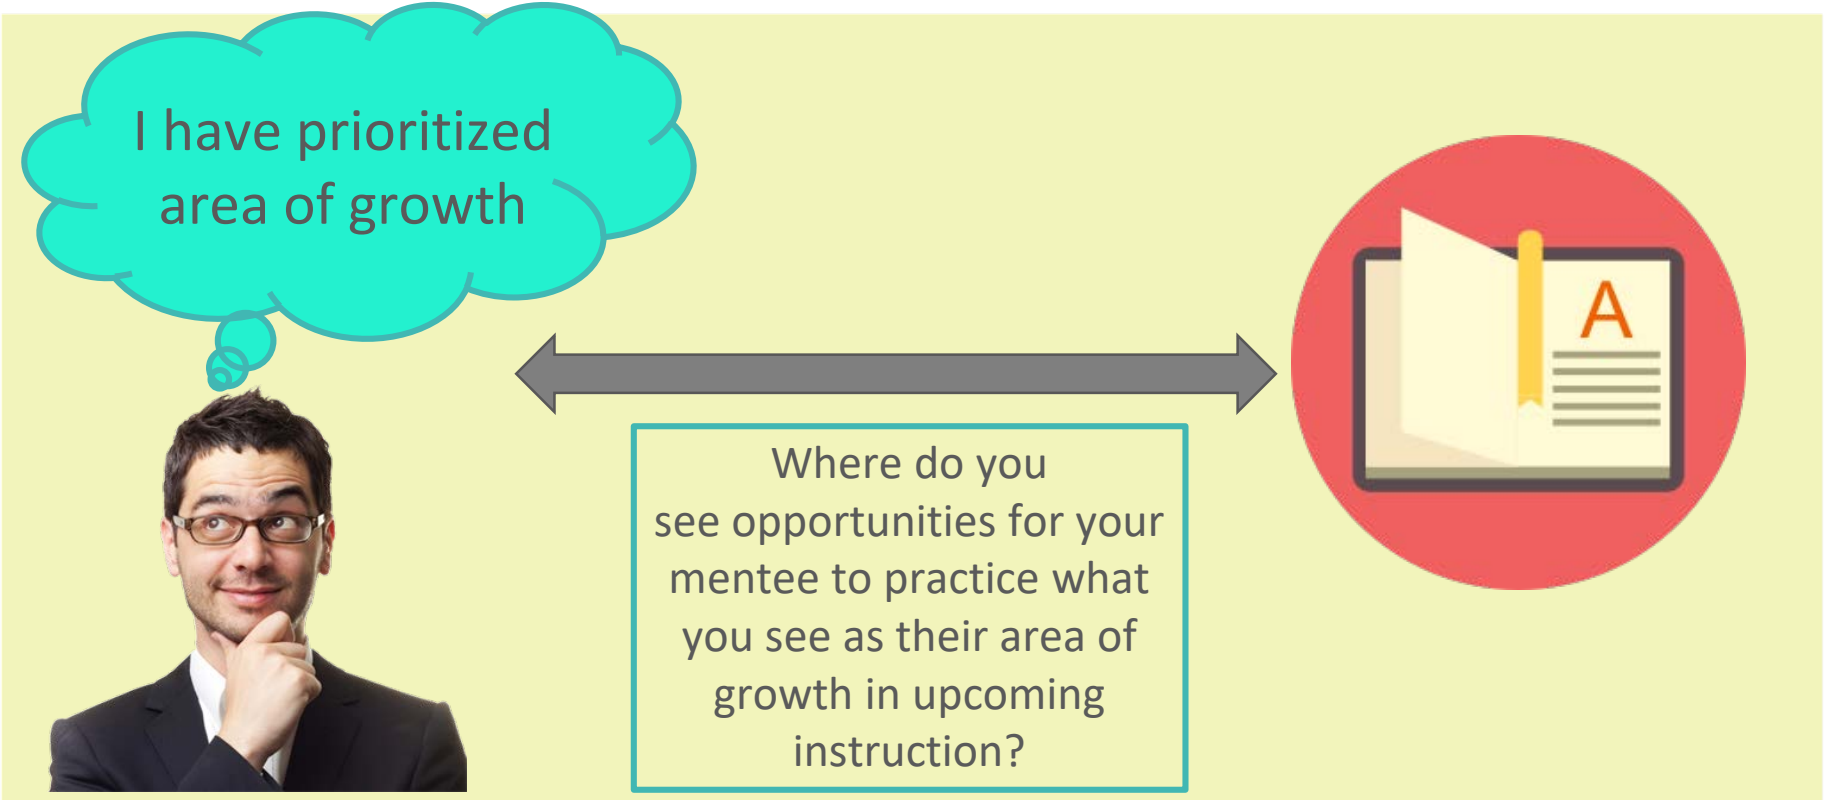 I have prioritized
area of growth
A
Where do you
see opportunities for your
mentee to practice what
you see as their area of
growth in upcoming
instruction?